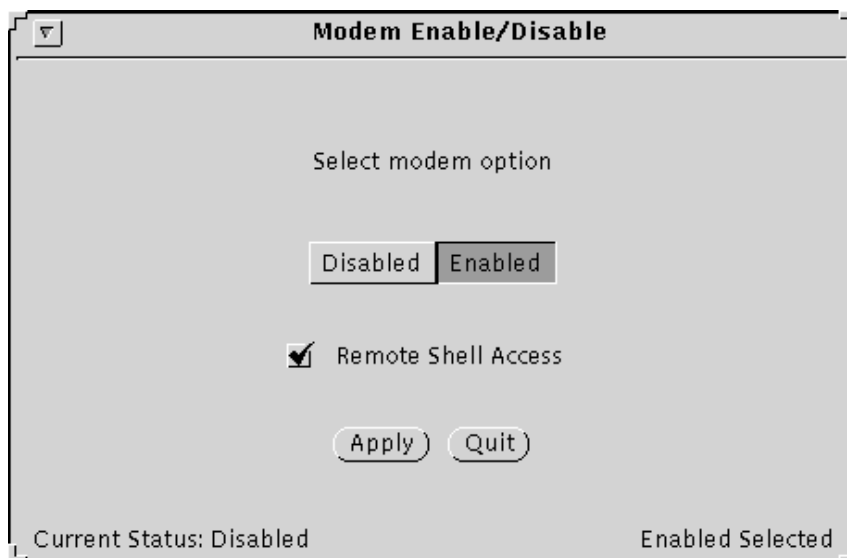 Modem Enable/Disable
Select modem option
Disabled Enabled
Remote Shell Access
Apply Quit
Current Status: Disabled Enabled Selected